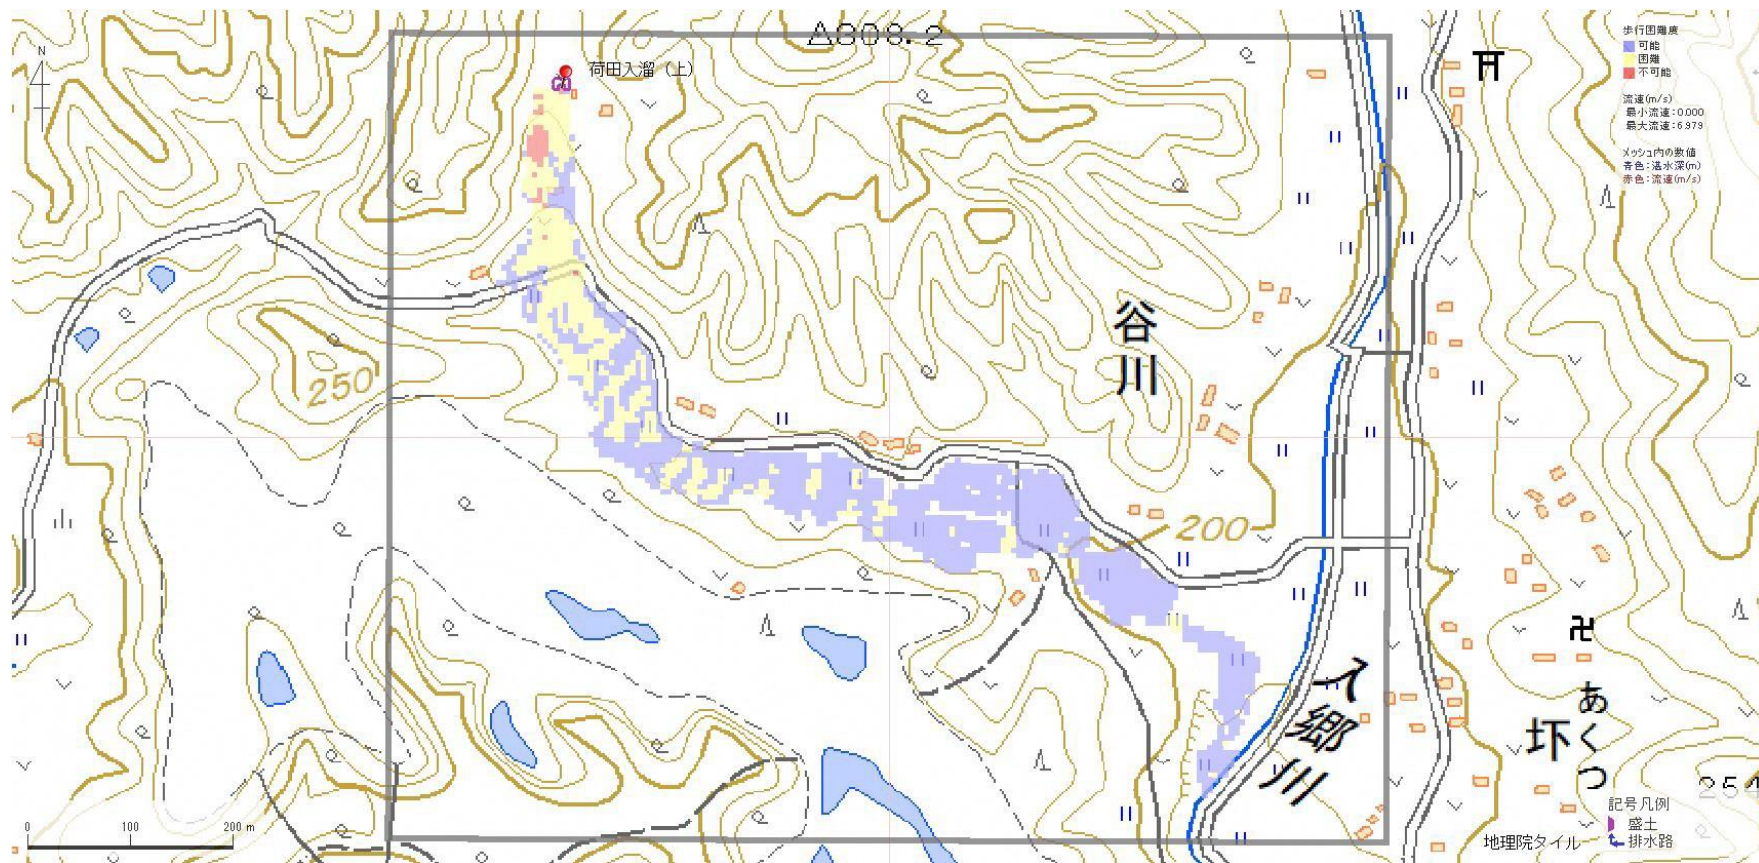 △308.2
荷田入溜（上）
N
歩行困難度
可能
困難
不可能
流速(m/s)
最小流速：0.000
最大流速：6.979
メッシュ内の数値
青色：湛水深(m)
赤色：流速(m/s)
谷川
250
200
入郷川
圷
あくつ
254
0 100 200 m
記号凡例
盛土
排水路
地理院タイル